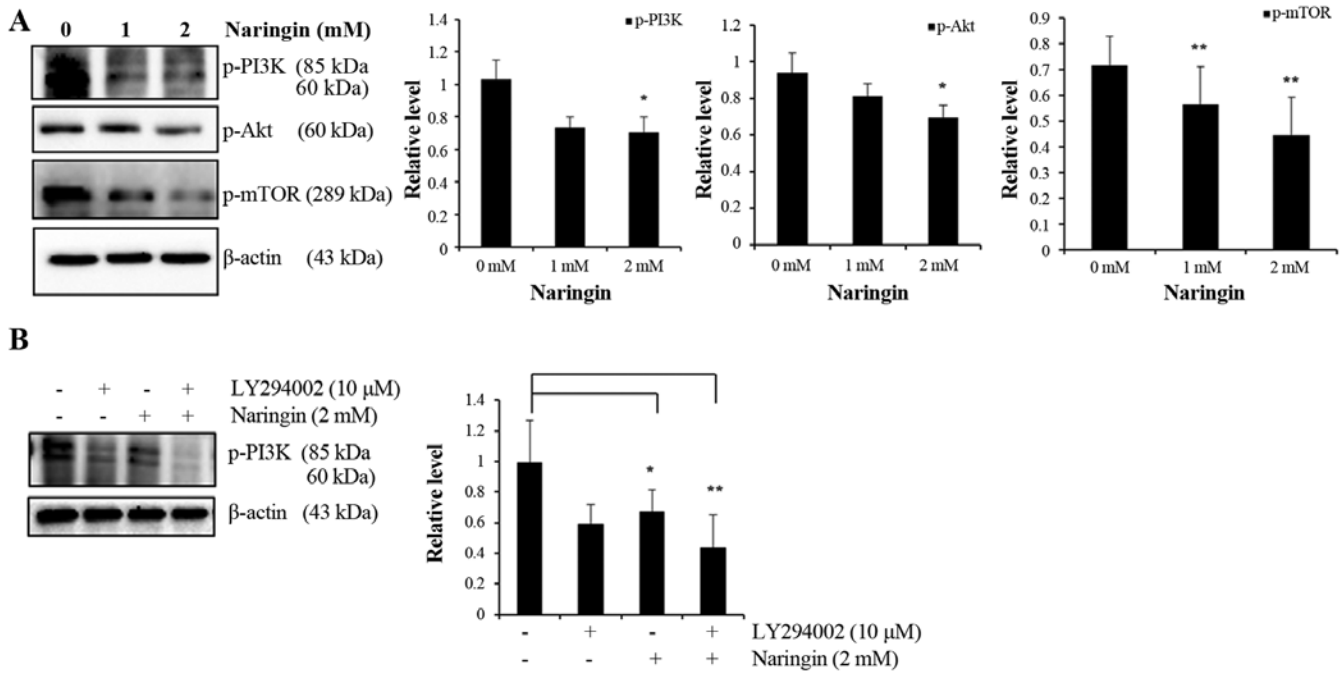 A
0 1 2 Naringin (mM)
p-PI3K (85 kDa
60 kDa)
p-Akt (60 kDa)
p-mTOR (289 kDa)
β-actin (43 kDa)
p-PI3K
Relative level
1.4
1.2
1
0.8
0.6
0.4
0.2
0
*
0 mM 1 mM 2 mM
Naringin
p-Akt
Relative level
1.2
1
0.8
0.6
0.4
0.2
0
*
0 mM 1 mM 2 mM
Naringin
p-mTOR
Relative level
0.9
0.8
0.7
0.6
0.5
0.4
0.3
0.2
0.1
0
** **
0 mM 1 mM 2 mM
Naringin
B
- + - + LY294002 (10 μM)
- - + + Naringin (2 mM)
p-PI3K (85 kDa
60 kDa)
β-actin (43 kDa)
Relative level
1.4
1.2
1
0.8
0.6
0.4
0.2
0
* **
- + - + LY294002 (10 μM)
- - + + Naringin (2 mM)